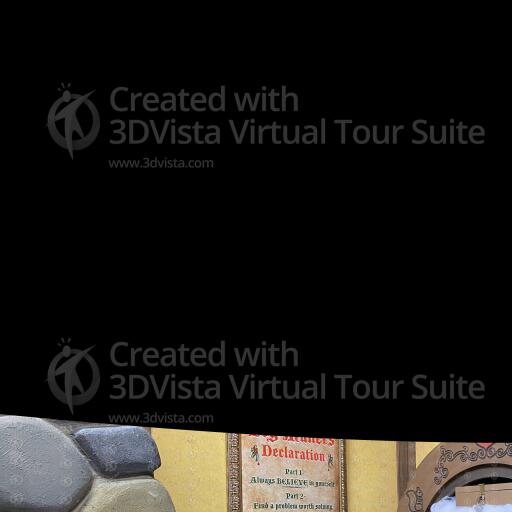 Created with
3DVista Virtual Tour Suite
www.3dvista.com
Created with
3DVista Virtual Tour Suite
www.3dvista.com
Declaration
Part 1
Always BELIEVE in yourself
Part 2
Find a problem worth solving